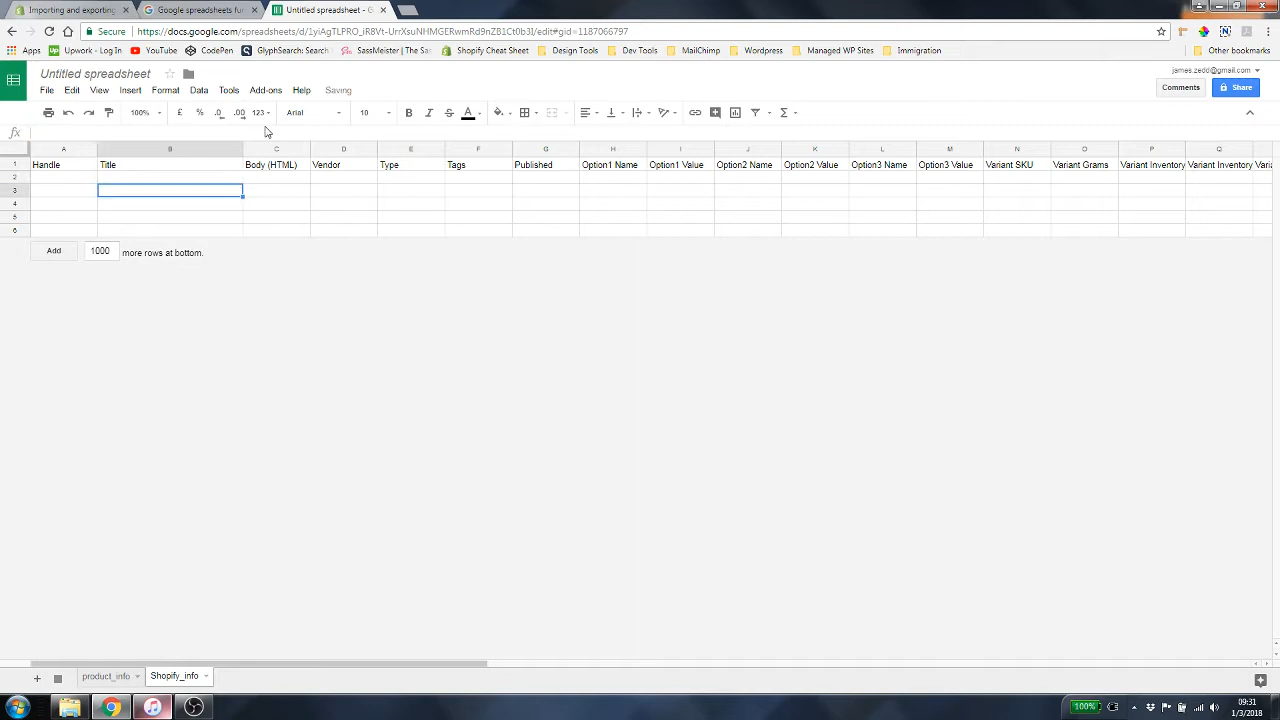 Importing and exporting
Google spreadsheets fu
Untitled spreadsheet - G
Secure
https://docs.google.com/spreadsheets/d/1yiAgTLPRO_iR8Vt-UrrXsuNHMGERwmRd9nZB1Ct0b3I/edit#gid=1187066797
Apps
Upwork - Log In
YouTube
CodePen
GlyphSearch: Search
SassMeister | The Sas
Shopify Cheat Sheet
Design Tools
Dev Tools
MailChimp
Wordpress
Managed WP Sites
Immigration
Other bookmarks
Untitled spreadsheet
james.zedd@gmail.com
File Edit View Insert Format Data Tools Add-ons Help Saving
Comments
Share
100% £ % .0 .00 123 Arial 10 B I S A Σ
fx
A B C D E F G H I J K L M N O P Q
1 Handle Title Body (HTML) Vendor Type Tags Published Option1 Name Option1 Value Option2 Name Option2 Value Option3 Name Option3 Value Variant SKU Variant Grams Variant Inventory Variant Inventory Varia
2
3
4
5
6
Add 1000 more rows at bottom.
product_info Shopify_info
100%
09:31
1/3/2018